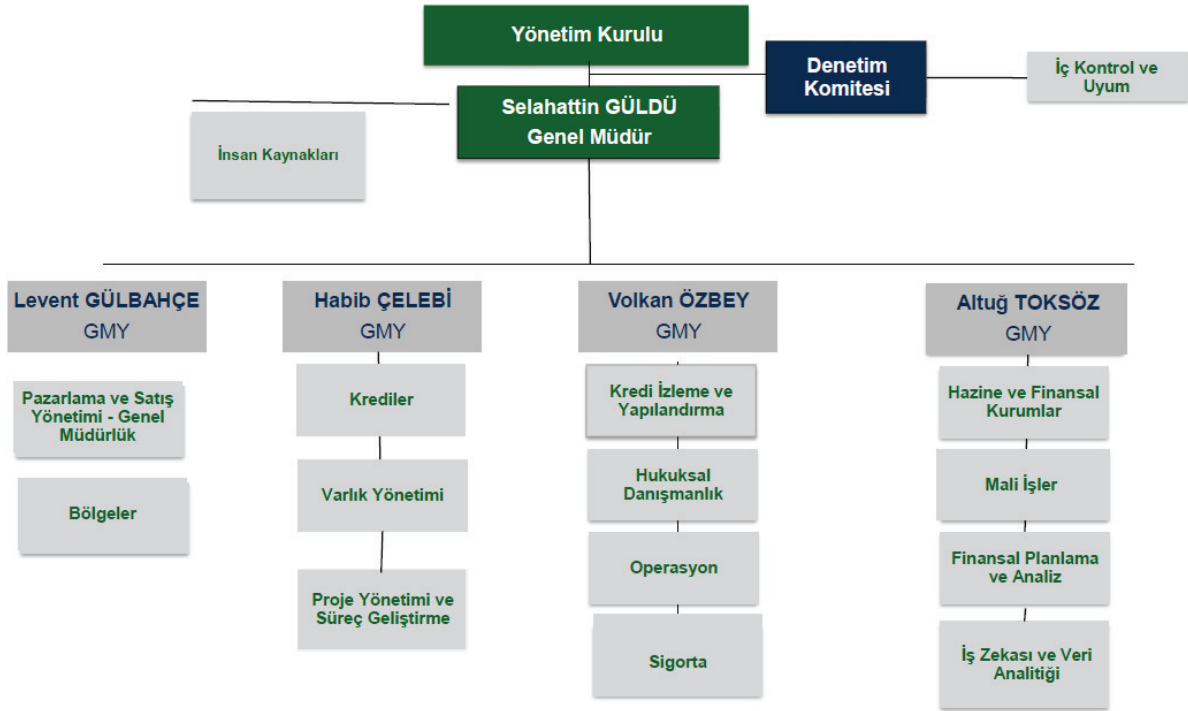 Yönetim Kurulu
Denetim
Komitesi
İç Kontrol ve
Uyum
Selahattin GÜLDÜ
Genel Müdür
İnsan Kaynakları
Levent GÜLBAHÇE
GMY
Pazarlama ve Satış
Yönetimi - Genel
Müdürlük
Bölgeler
Habib ÇELEBİ
GMY
Krediler
Varlık Yönetimi
Proje Yönetimi ve
Süreç Geliştirme
Volkan ÖZBEY
GMY
Kredi İzleme ve
Yapılandırma
Hukuksal
Danışmanlık
Operasyon
Sigorta
Altuğ TOKSÖZ
GMY
Hazine ve Finansal
Kurumlar
Mali İşler
Finansal Planlama
ve Analiz
İş Zekası ve Veri
Analitiği